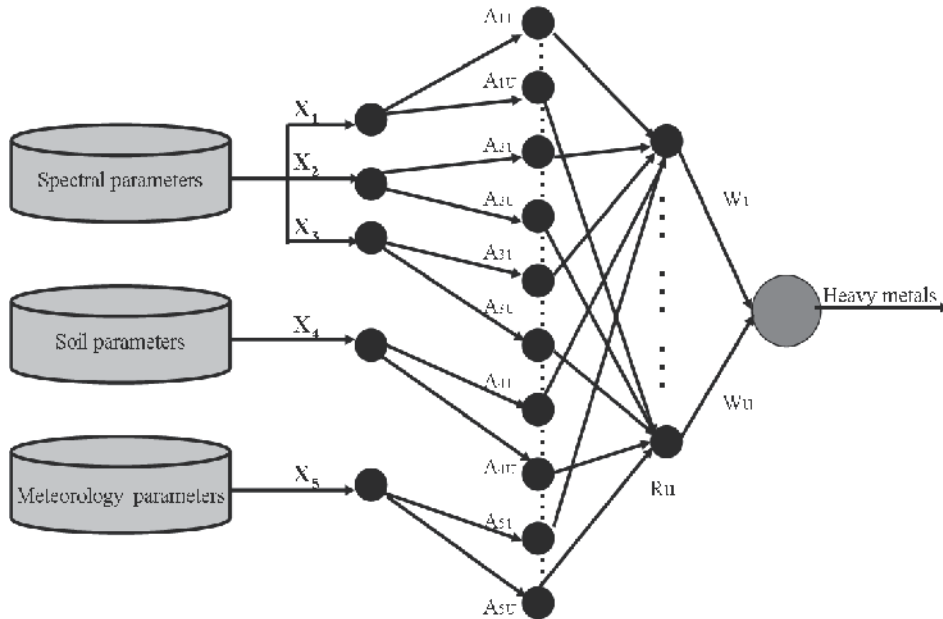 Spectral parameters
Soil parameters
Meteorology parameters
X1
X2
X3
X4
X5
A11
A1U
A21
A2U
A31
A3U
A41
A4U
A51
A5U
Ru
W1
Wu
Heavy metals